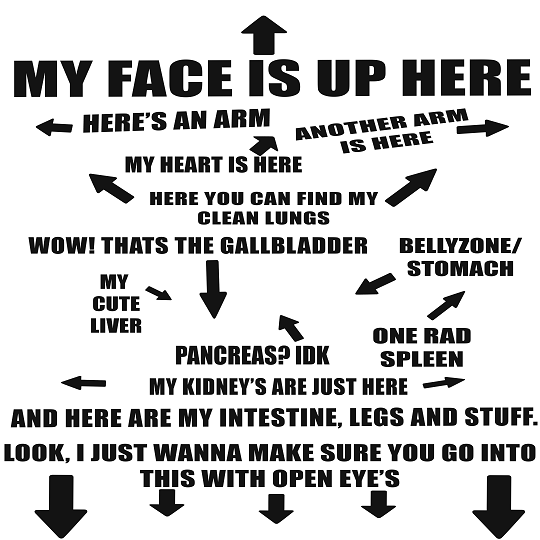 MY FACE IS UP HERE
HERE'S AN ARM
ANOTHER ARM
IS HERE
MY HEART IS HERE
HERE YOU CAN FIND MY
CLEAN LUNGS
WOW! THATS THE GALLBLADDER
BELLYZONE/
STOMACH
MY
CUTE
LIVER
ONE RAD
SPLEEN
PANCREAS? IDK
MY KIDNEY'S ARE JUST HERE
AND HERE ARE MY INTESTINE, LEGS AND STUFF.
LOOK, I JUST WANNA MAKE SURE YOU GO INTO
THIS WITH OPEN EYE'S